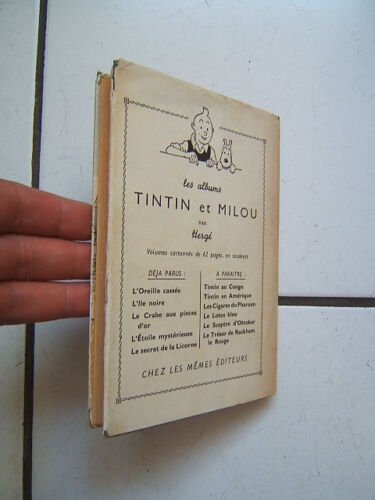 les albums
TINTIN et MILOU
PAR
Hergé
Volumes cartonnés de 62 pages, en couleurs
DÉJA PARUS :
L'Oreille cassée
L'Ile noire
Le Crabe aux pinces
d'or
L'Étoile mystérieuse
Le secret de la Licorne
A PARAITRE :
Tintin au Congo
Tintin en Amérique
Les Cigares du Pharaon
Le Lotus bleu
Le Sceptre d'Ottokar
Le Trésor de Rackham
le Rouge
CHEZ LES MÊMES ÉDITEURS